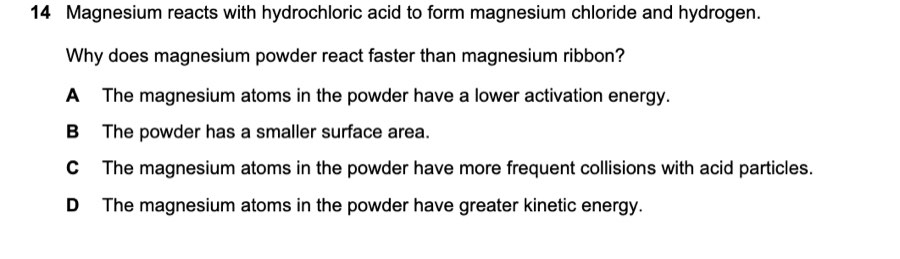 14 Magnesium reacts with hydrochloric acid to form magnesium chloride and hydrogen.
Why does magnesium powder react faster than magnesium ribbon?
A The magnesium atoms in the powder have a lower activation energy.
B The powder has a smaller surface area.
C The magnesium atoms in the powder have more frequent collisions with acid particles.
D The magnesium atoms in the powder have greater kinetic energy.